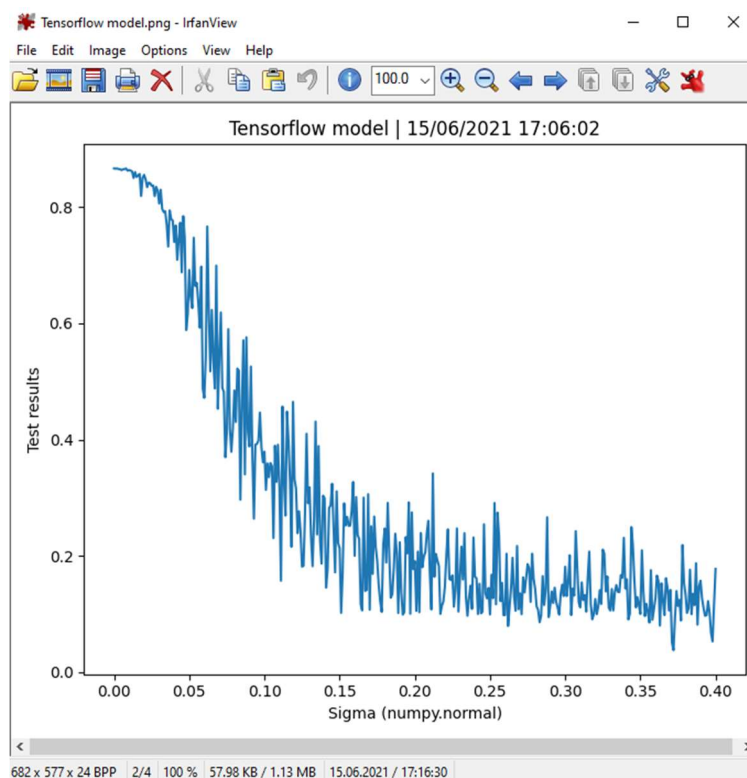 Tensorflow model.png - IrfanView
File Edit Image Options View Help
100.0
Tensorflow model | 15/06/2021 17:06:02
0.8
0.6
0.4
0.2
0.0
Test results
0.00 0.05 0.10 0.15 0.20 0.25 0.30 0.35 0.40
Sigma (numpy.normal)
682 x 577 x 24 BPP 2/4 100 % 57.98 KB / 1.13 MB 15.06.2021 / 17:16:30